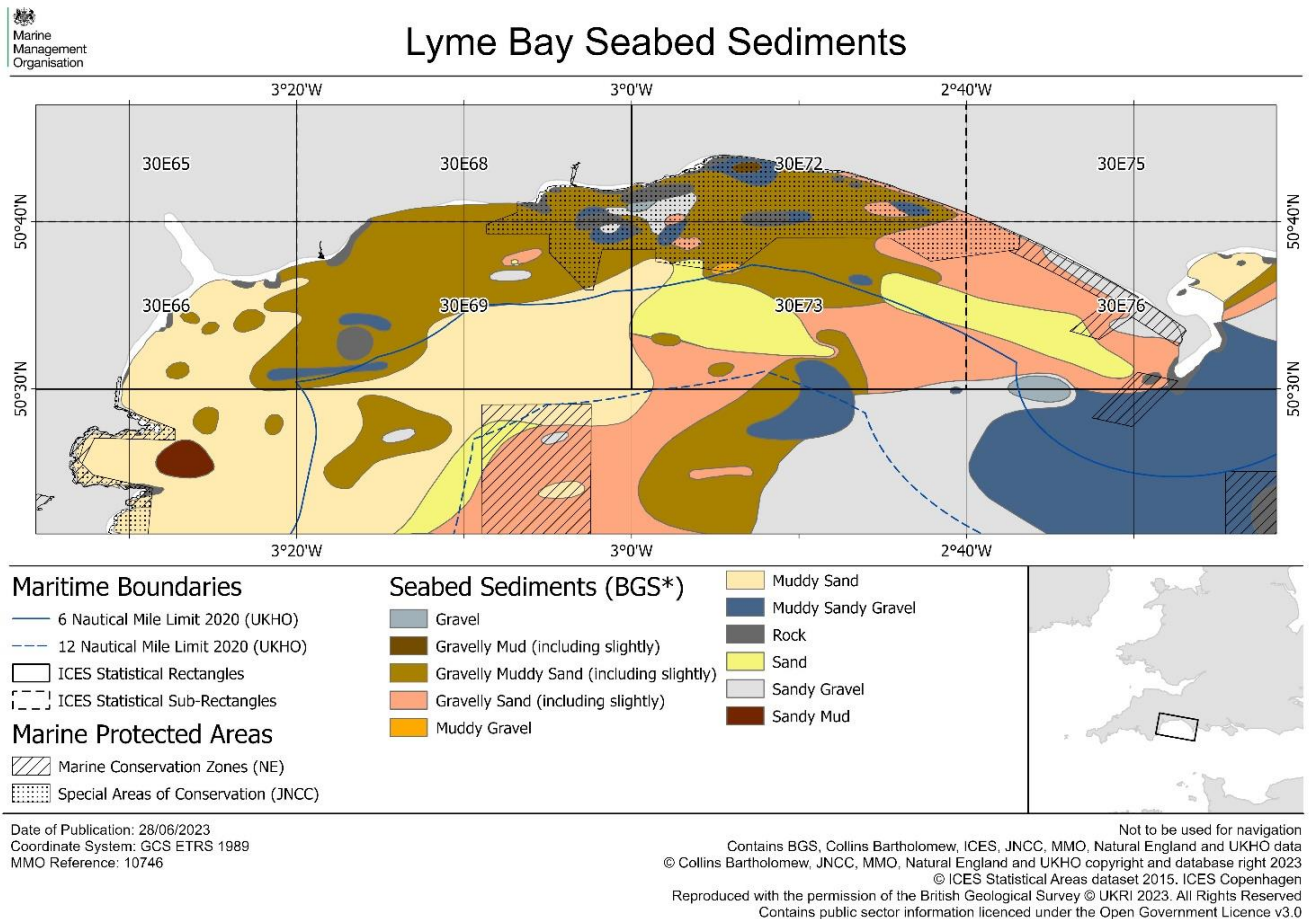 Marine
Management
Organisation
Lyme Bay Seabed Sediments
3°20'W 3°0'W 2°40'W
30E65 30E68 30E72 30E75
50°40'N 50°40'N
30E66 30E69 30E73 30E76
50°30'N 50°30'N
3°20'W 3°0'W 2°40'W
Maritime Boundaries
6 Nautical Mile Limit 2020 (UKHO)
12 Nautical Mile Limit 2020 (UKHO)
ICES Statistical Rectangles
ICES Statistical Sub-Rectangles
Marine Protected Areas
Marine Conservation Zones (NE)
Special Areas of Conservation (JNCC)
Seabed Sediments (BGS*)
Gravel
Gravelly Mud (including slightly)
Gravelly Muddy Sand (including slightly)
Gravelly Sand (including slightly)
Muddy Gravel
Muddy Sand
Muddy Sandy Gravel
Rock
Sand
Sandy Gravel
Sandy Mud
Date of Publication: 28/06/2023
Coordinate System: GCS ETRS 1989
MMO Reference: 10746
Not to be used for navigation
Contains BGS, Collins Bartholomew, ICES, JNCC, MMO, Natural England and UKHO data
© Collins Bartholomew, JNCC, MMO, Natural England and UKHO copyright and database right 2023
© ICES Statistical Areas dataset 2015. ICES Copenhagen
Reproduced with the permission of the British Geological Survey © UKRI 2023. All Rights Reserved
Contains public sector information licenced under the Open Government Licence v3.0